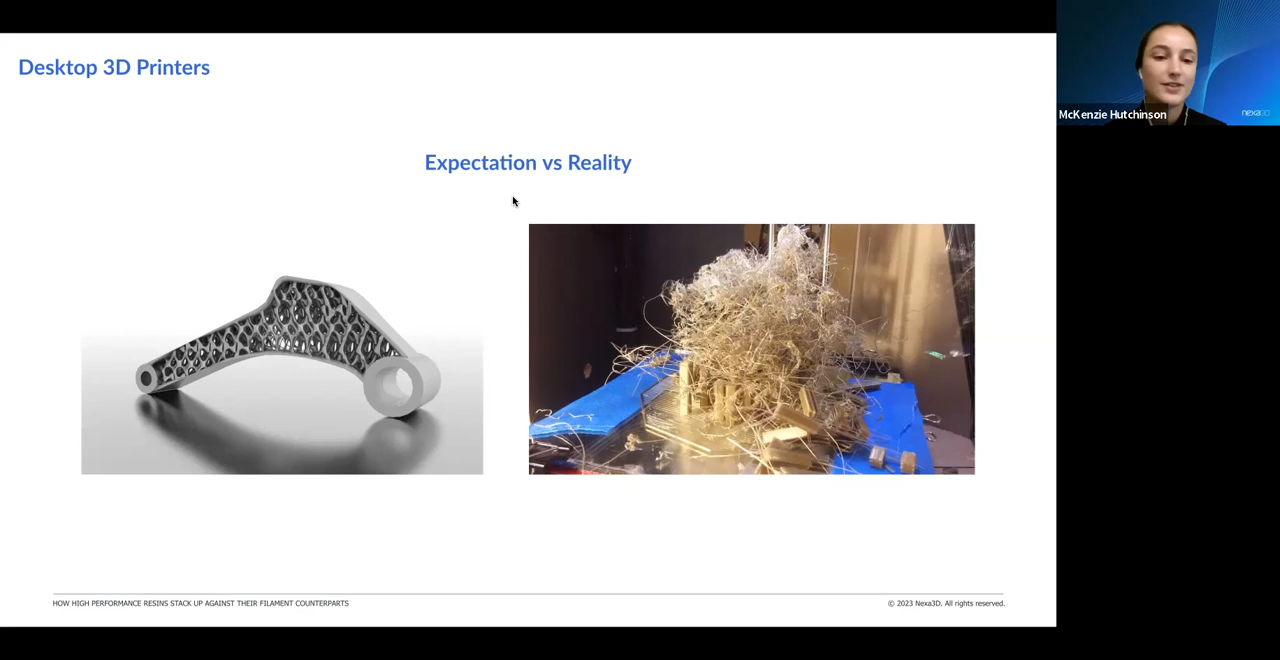 Desktop 3D Printers
Expectation vs Reality
HOW HIGH PERFORMANCE RESINS STACK UP AGAINST THEIR FILAMENT COUNTERPARTS
© 2023 Nexa3D. All rights reserved.
McKenzie Hutchinson
nexa3D